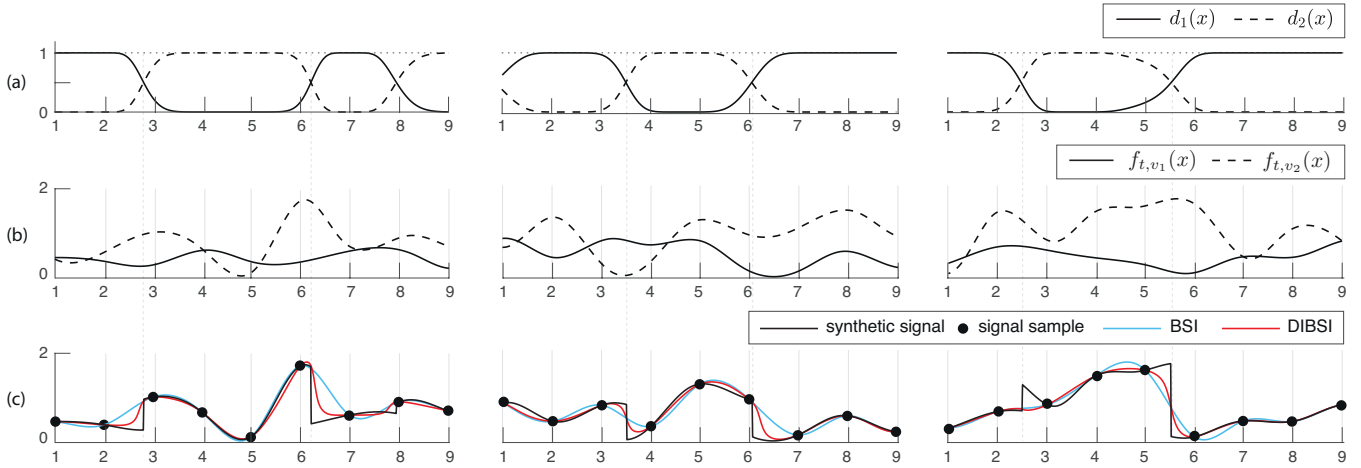 d₁(x) d₂(x)
(a)
1
0
1 2 3 4 5 6 7 8 9
1 2 3 4 5 6 7 8 9
1 2 3 4 5 6 7 8 9
f_{t,v₁}(x) f_{t,v₂}(x)
(b)
2
0
1 2 3 4 5 6 7 8 9
1 2 3 4 5 6 7 8 9
1 2 3 4 5 6 7 8 9
synthetic signal signal sample BSI DIBSI
(c)
2
0
1 2 3 4 5 6 7 8 9
1 2 3 4 5 6 7 8 9
1 2 3 4 5 6 7 8 9